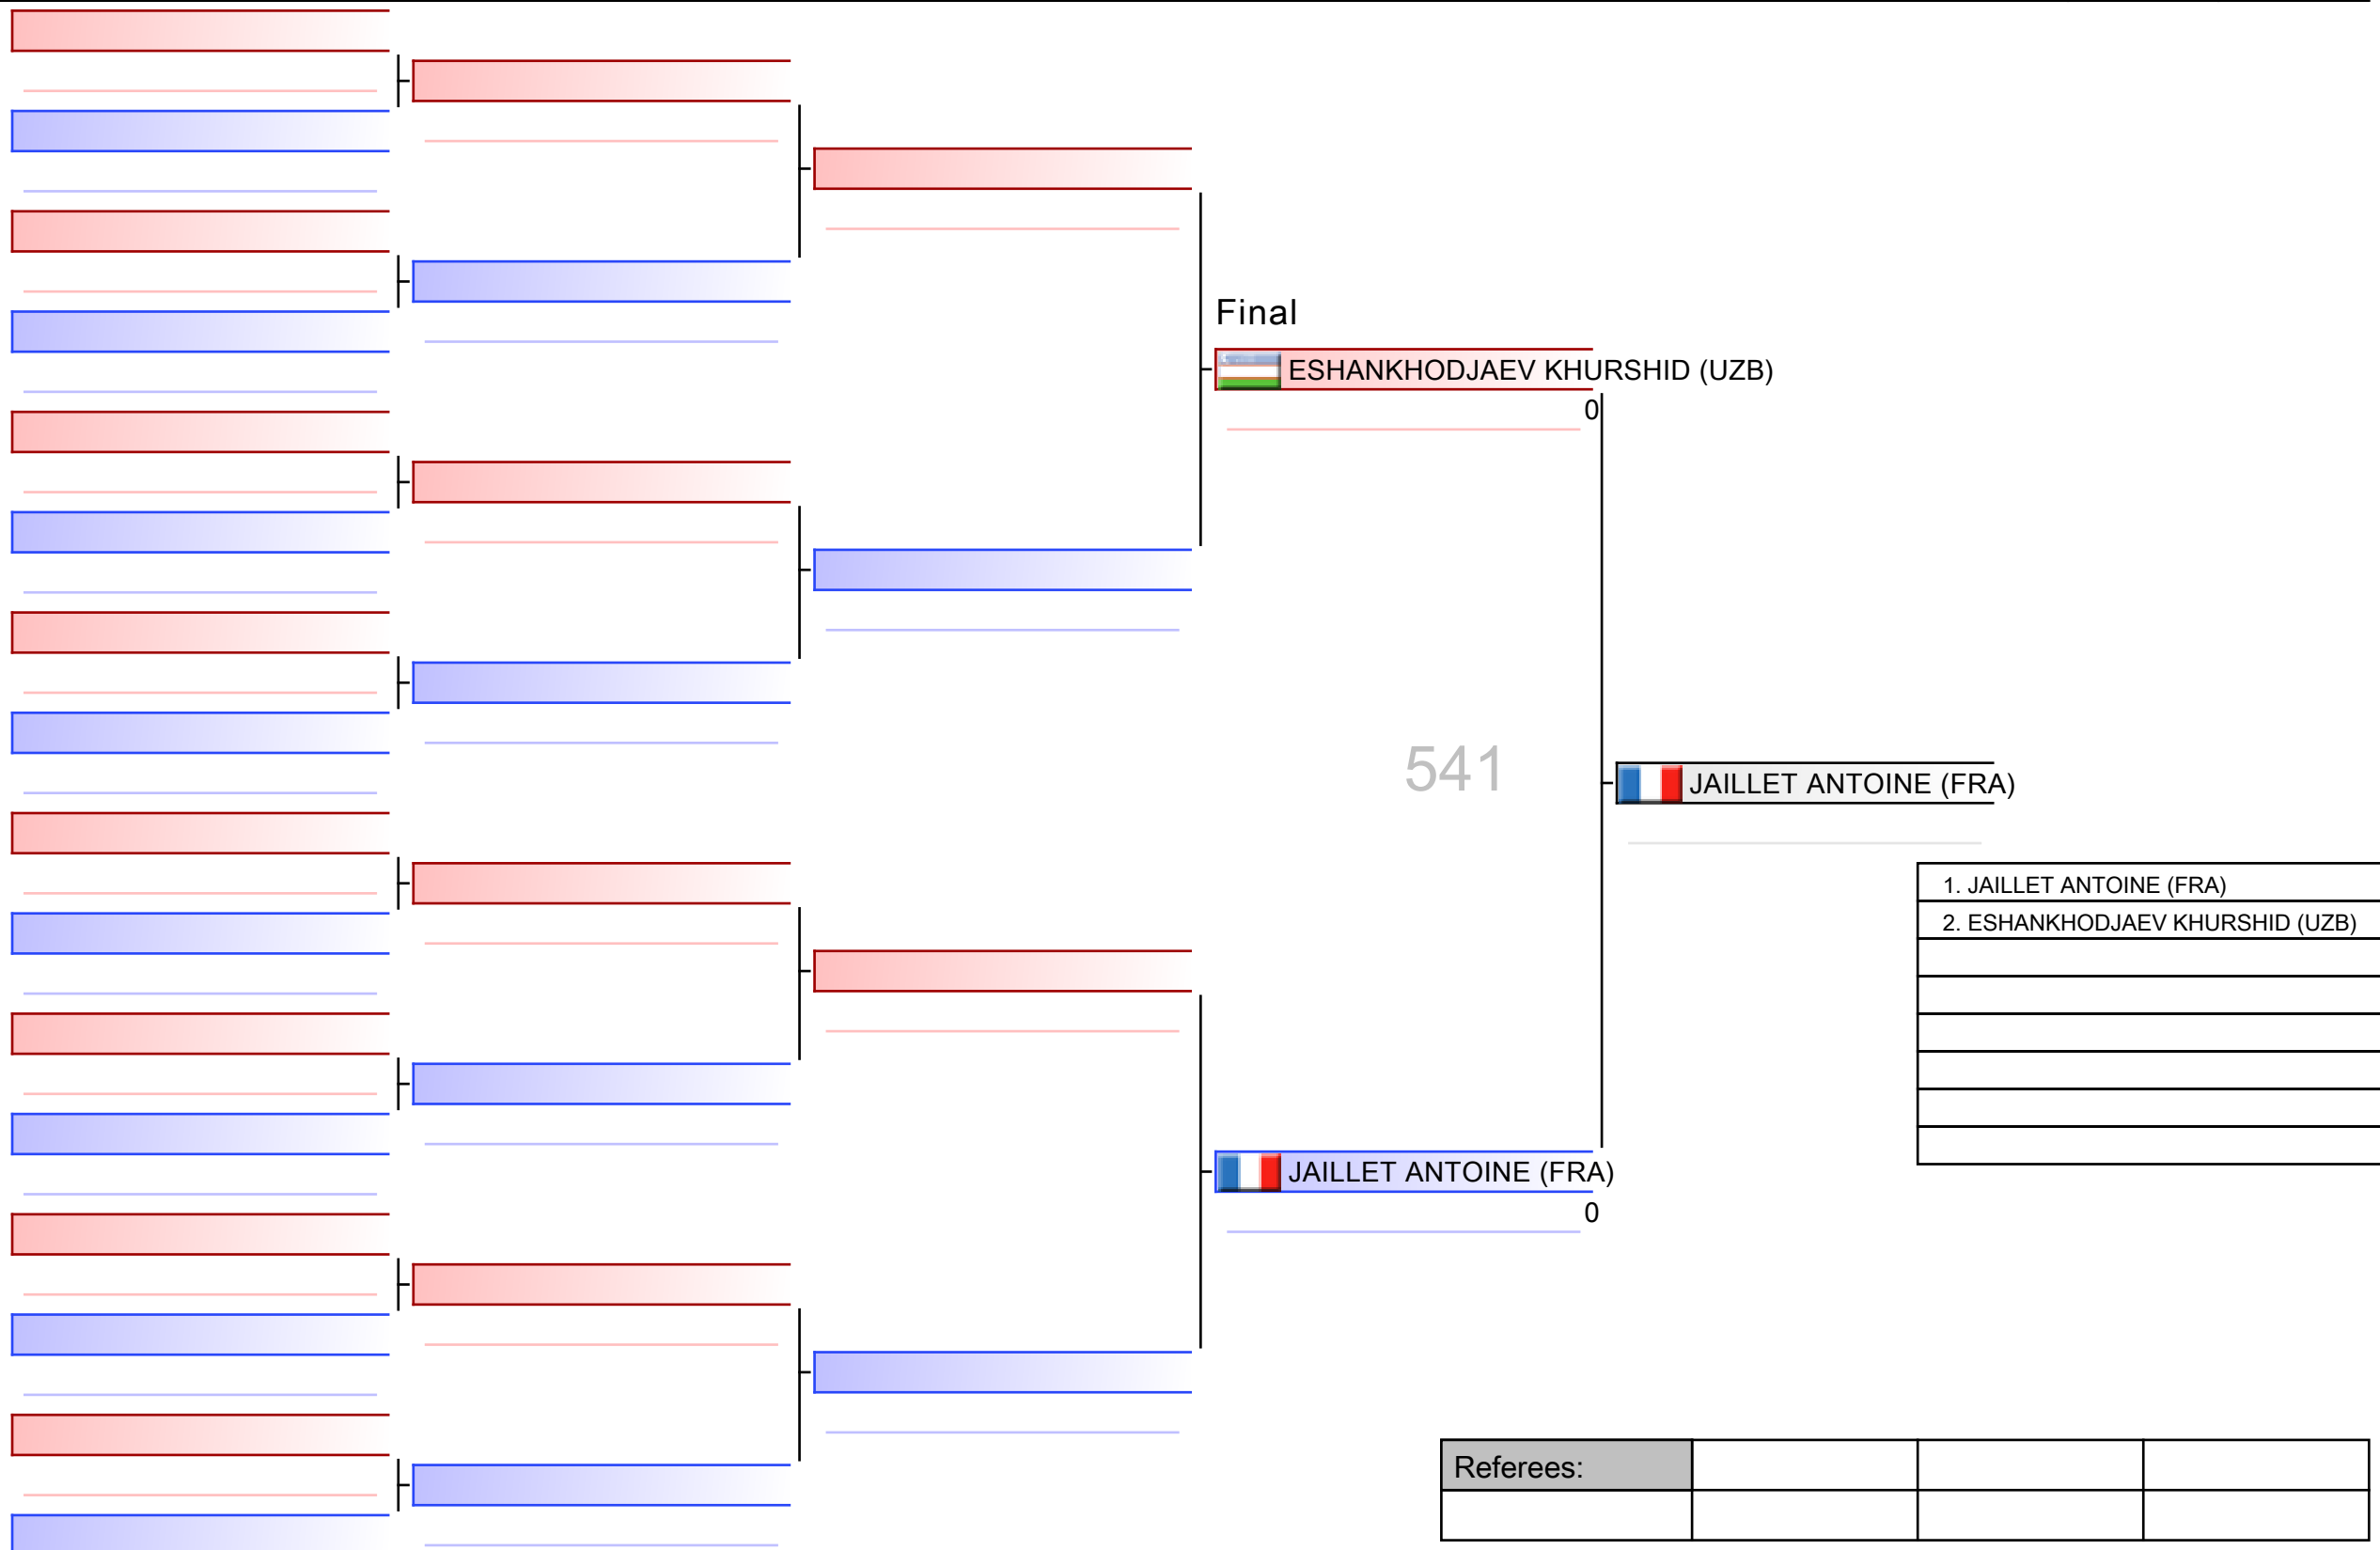 Final
ESHANKHODJAEV KHURSHID (UZB)
0
541
JAILLET ANTOINE (FRA)
1. JAILLET ANTOINE (FRA)
2. ESHANKHODJAEV KHURSHID (UZB)
JAILLET ANTOINE (FRA)
0
Referees: